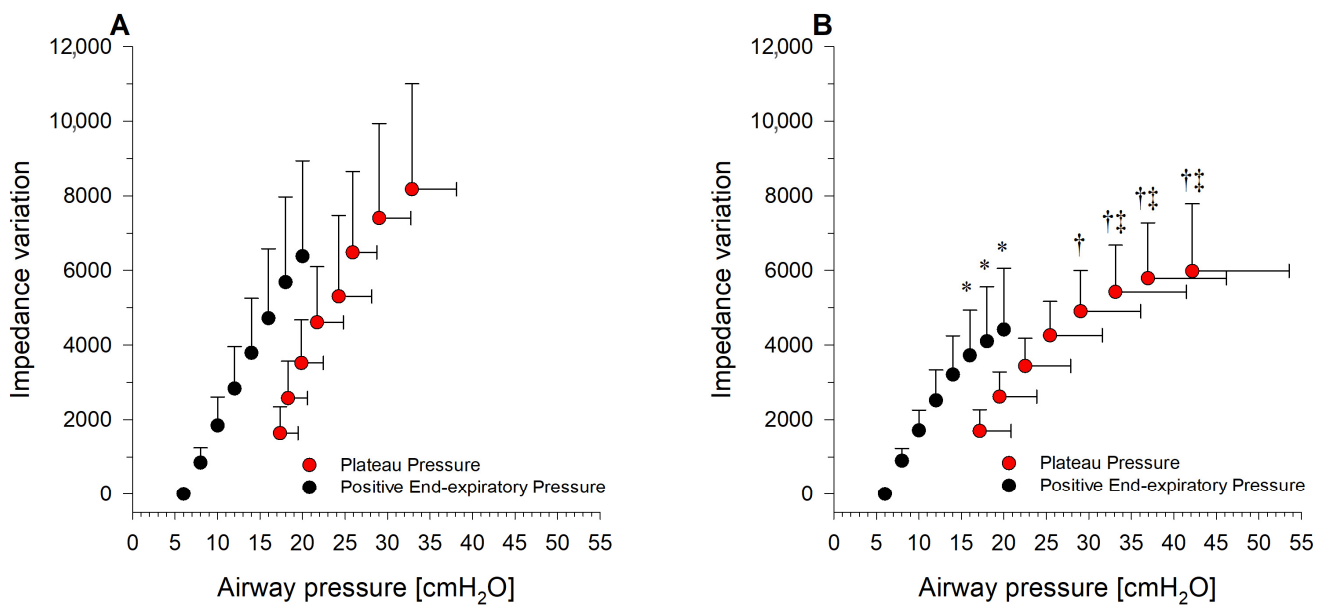 A
12,000
10,000
8000
6000
4000
2000
0
Impedance variation
Plateau Pressure
Positive End-expiratory Pressure
0 5 10 15 20 25 30 35 40 45 50 55
Airway pressure [cmH₂O]
B
12,000
10,000
8000
6000
4000
2000
0
Impedance variation
†‡
†‡
†‡
†
*
*
*
Plateau Pressure
Positive End-expiratory Pressure
0 5 10 15 20 25 30 35 40 45 50 55
Airway pressure [cmH₂O]